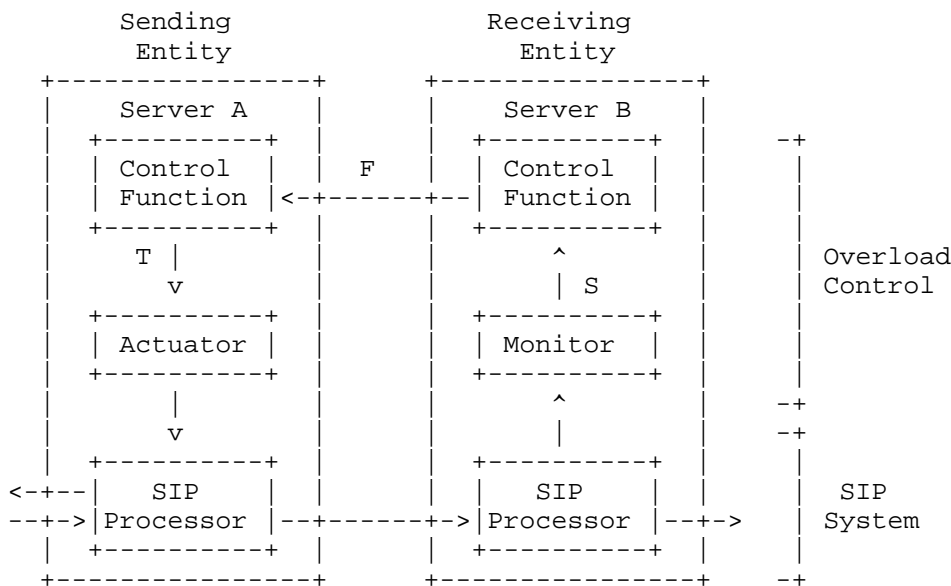 Sending Receiving
Entity Entity
Server A Server B
Control F Control
Function Function
T Overload
S Control
Actuator Monitor
SIP SIP SIP
Processor Processor System